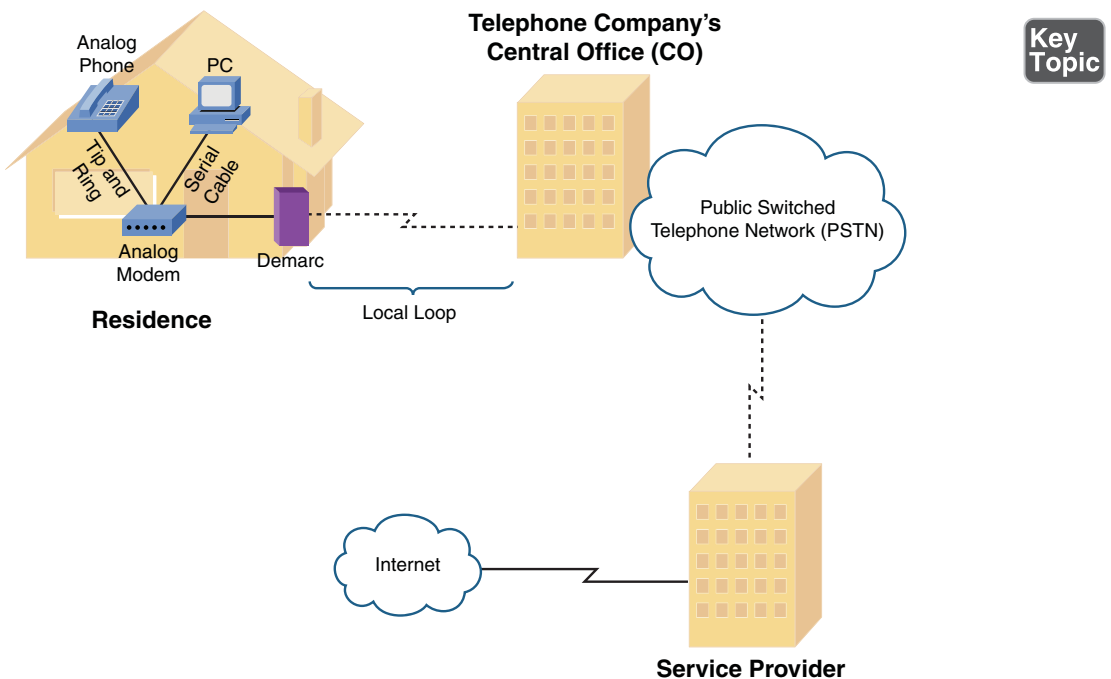 Telephone Company’s
Central Office (CO)
Key
Topic
Analog
Phone
PC
Tip and
Ring
Serial
Cable
Analog
Modem
Demarc
Residence
Local Loop
Public Switched
Telephone Network (PSTN)
Internet
Service Provider